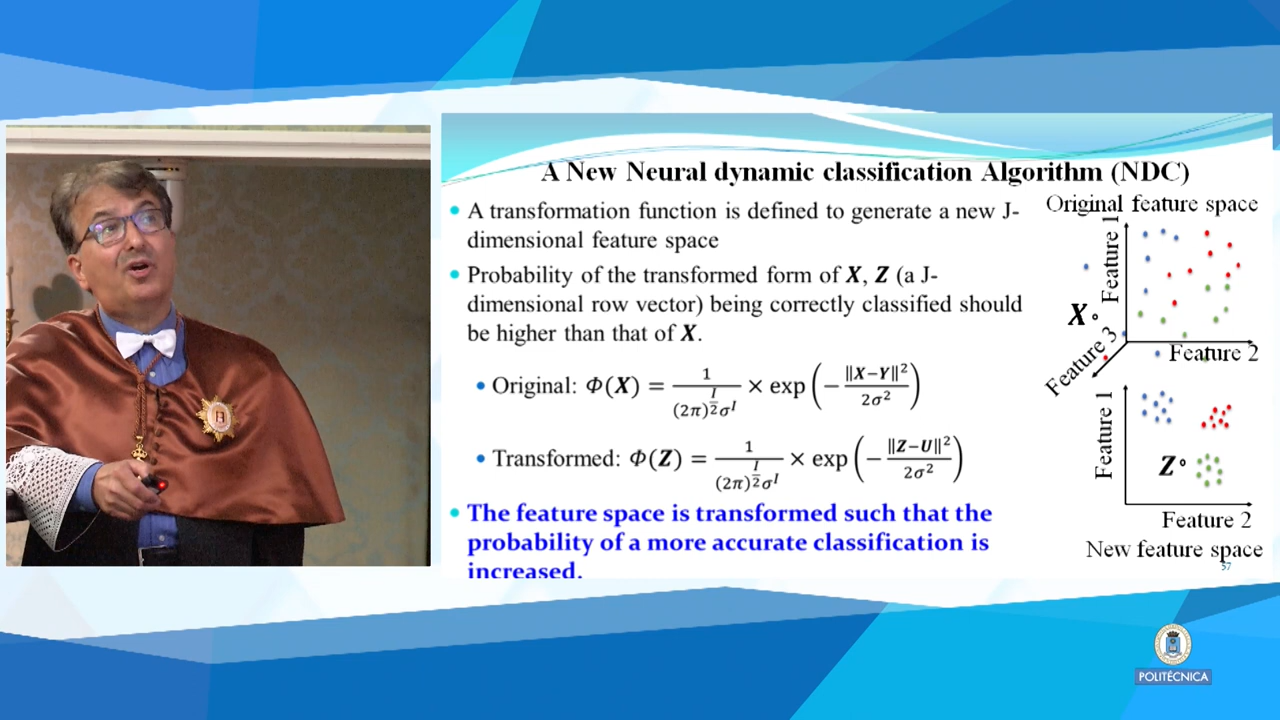 A New Neural dynamic classification Algorithm (NDC)
• A transformation function is defined to generate a new J-
dimensional feature space
• Probability of the transformed form of X, Z (a J-
dimensional row vector) being correctly classified should
be higher than that of X.
• Original: Φ(X) = 1/((2π)^(I/2) σ^I) × exp(−‖X−Y‖²/2σ²)
• Transformed: Φ(Z) = 1/((2π)^(I/2) σ^I) × exp(−‖Z−U‖²/2σ²)
• The feature space is transformed such that the
probability of a more accurate classification is
increased.
Original feature space
Feature 1
X
Feature 3
Feature 2
Feature 1
Z
Feature 2
New feature space
57
POLITÉCNICA